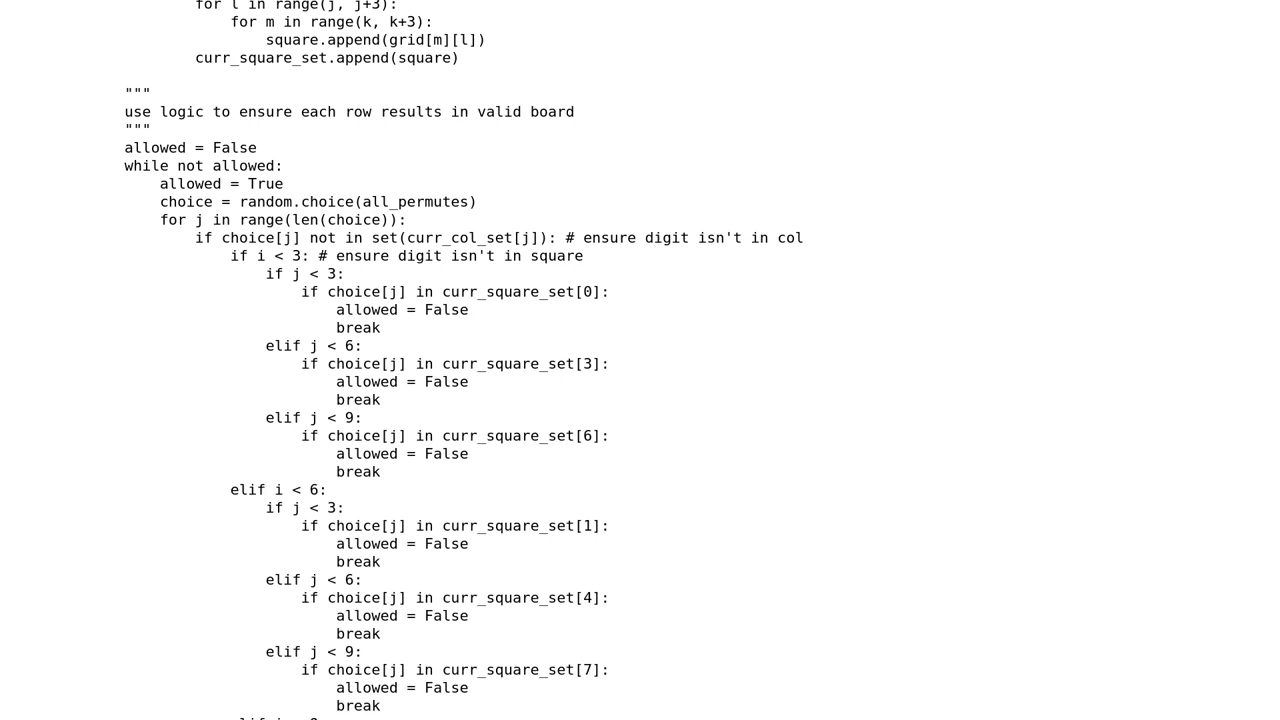 for l in range(j, j+3):
for m in range(k, k+3):
square.append(grid[m][l])
curr_square_set.append(square)
"""
use logic to ensure each row results in valid board
"""
allowed = False
while not allowed:
allowed = True
choice = random.choice(all_permutes)
for j in range(len(choice)):
if choice[j] not in set(curr_col_set[j]): # ensure digit isn't in col
if i < 3: # ensure digit isn't in square
if j < 3:
if choice[j] in curr_square_set[0]:
allowed = False
break
elif j < 6:
if choice[j] in curr_square_set[3]:
allowed = False
break
elif j < 9:
if choice[j] in curr_square_set[6]:
allowed = False
break
elif i < 6:
if j < 3:
if choice[j] in curr_square_set[1]:
allowed = False
break
elif j < 6:
if choice[j] in curr_square_set[4]:
allowed = False
break
elif j < 9:
if choice[j] in curr_square_set[7]:
allowed = False
break